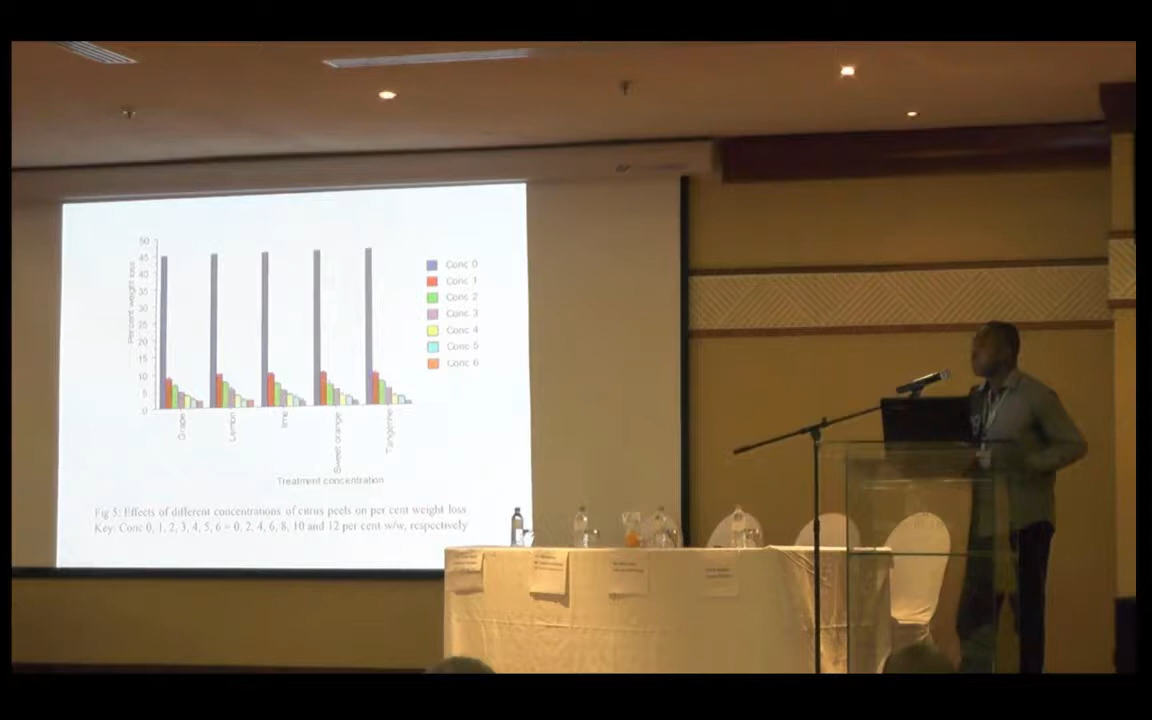 50
45
40
35
30
25
20
15
10
5
0
Percent weight loss
Grape
Lemon
lime
Sweet orange
Tangerine
Treatment concentration
Conc 0
Conc 1
Conc 2
Conc 3
Conc 4
Conc 5
Conc 6
Fig 5: Effects of different concentrations of citrus peels on per cent weight loss
Key: Conc 0, 1, 2, 3, 4, 5, 6 = 0, 2, 4, 6, 8, 10 and 12 per cent w/w, respectively